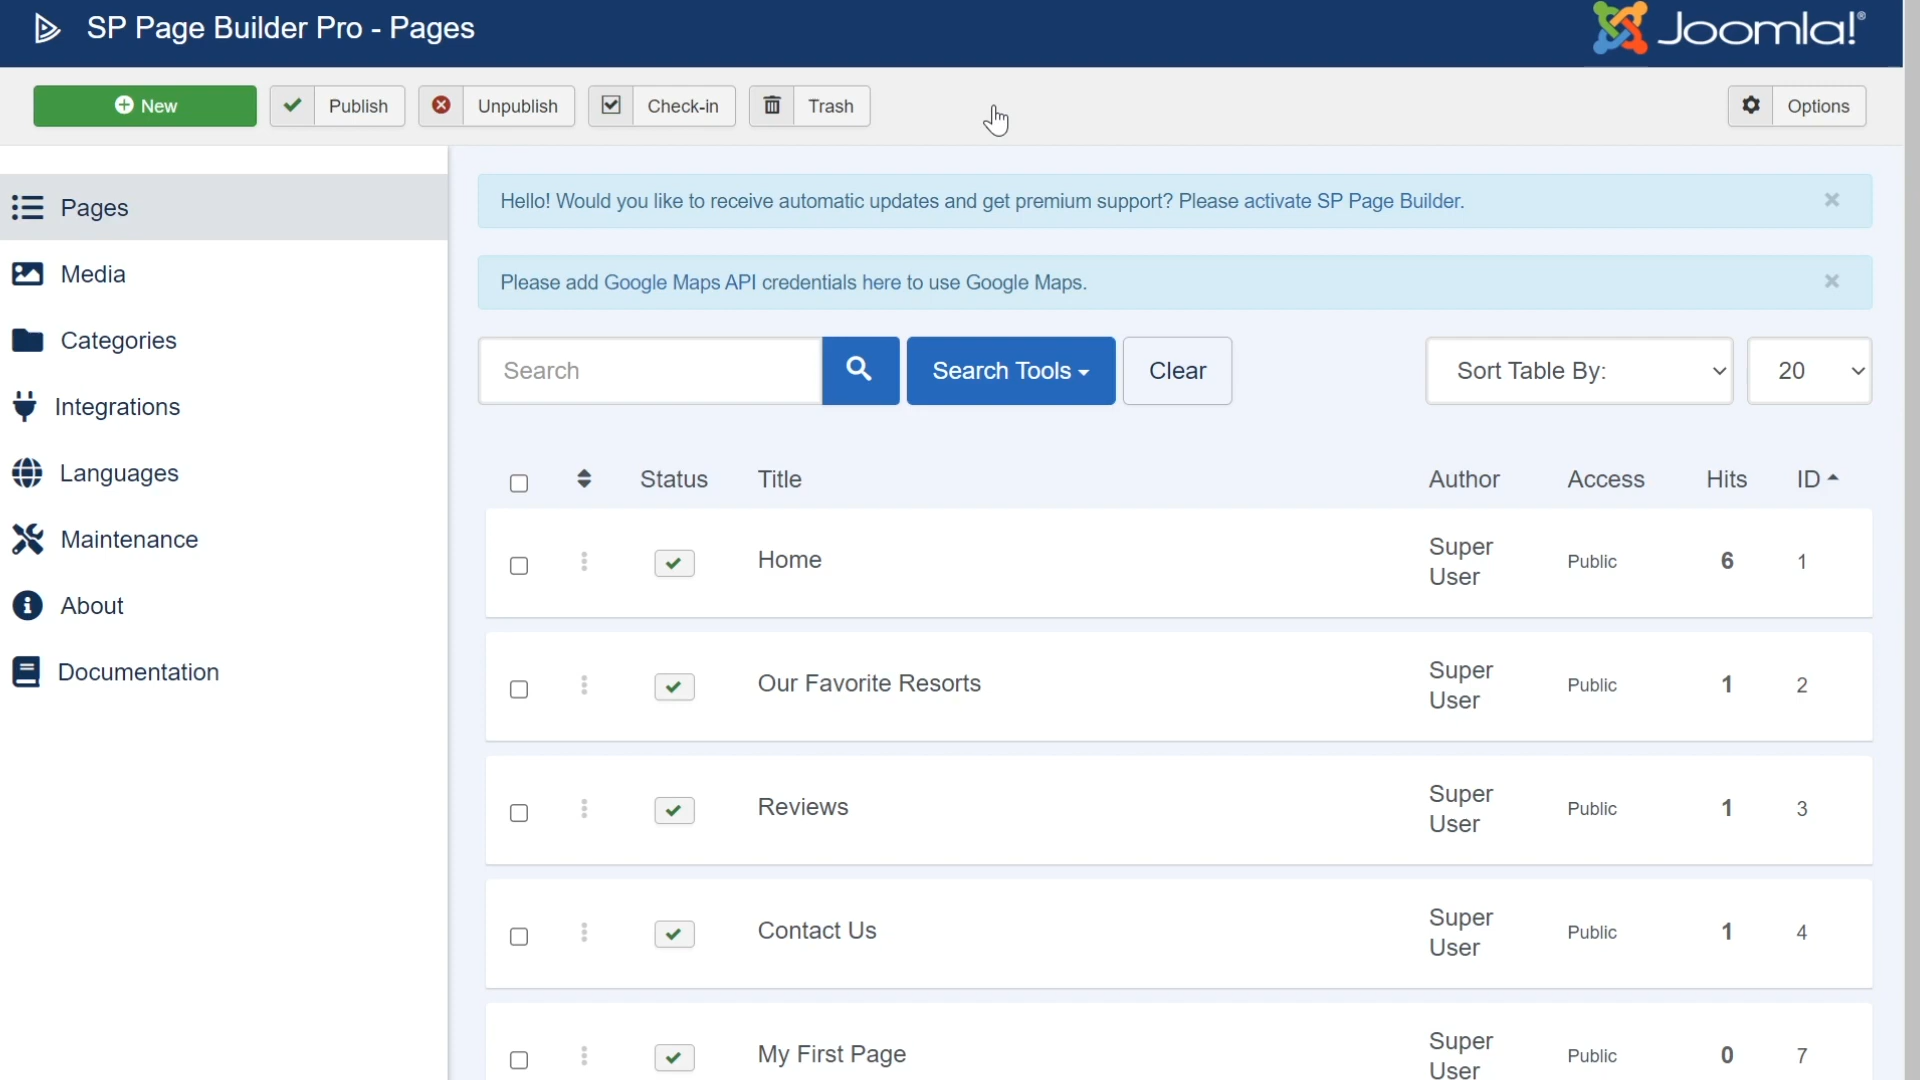 SP Page Builder Pro - Pages
Joomla!®
New
Publish
Unpublish
Check-in
Trash
Options
Pages
Media
Categories
Integrations
Languages
Maintenance
About
Documentation
Hello! Would you like to receive automatic updates and get premium support? Please activate SP Page Builder.
Please add Google Maps API credentials here to use Google Maps.
Search
Search Tools
Clear
Sort Table By:
20
Status Title Author Access Hits ID
Home Super User Public 6 1
Our Favorite Resorts Super User Public 1 2
Reviews Super User Public 1 3
Contact Us Super User Public 1 4
My First Page Super User Public 0 7